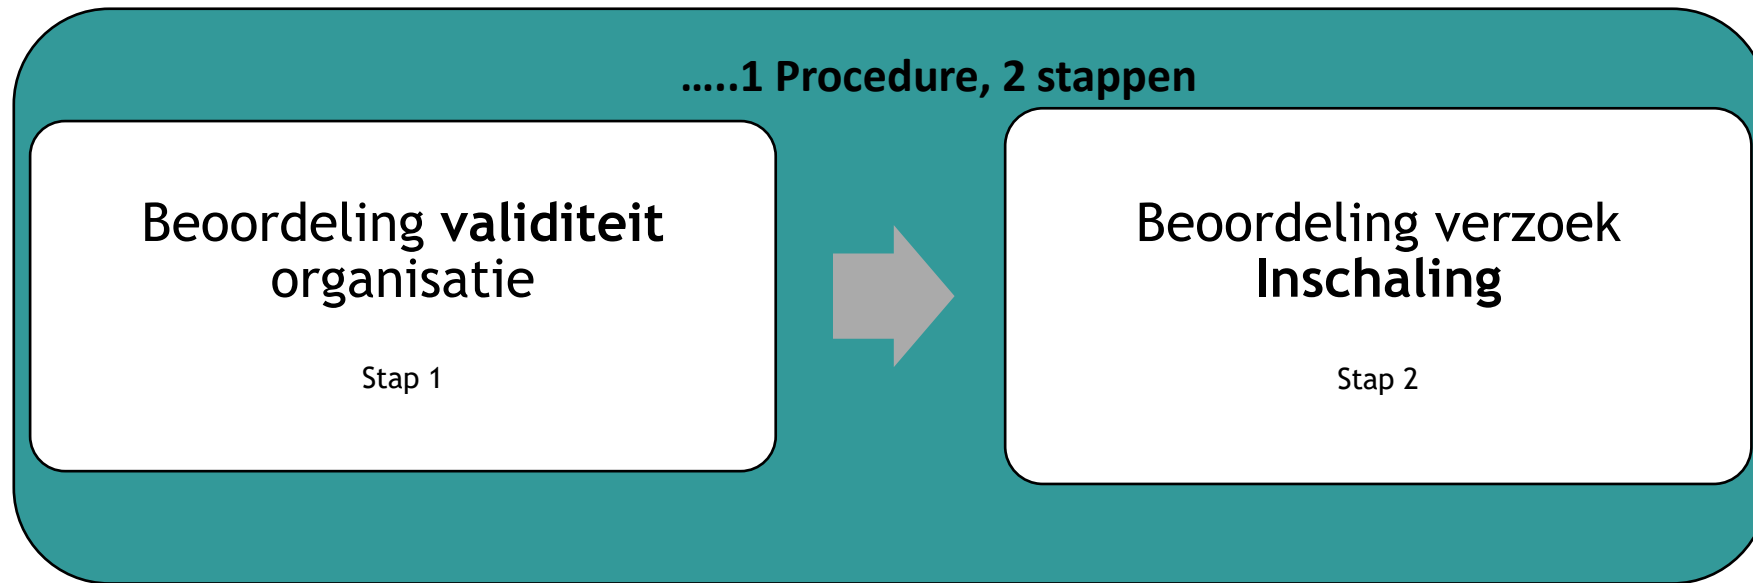 …..1 Procedure, 2 stappen
Beoordeling validiteit
organisatie
Stap 1
Beoordeling verzoek
Inschaling
Stap 2